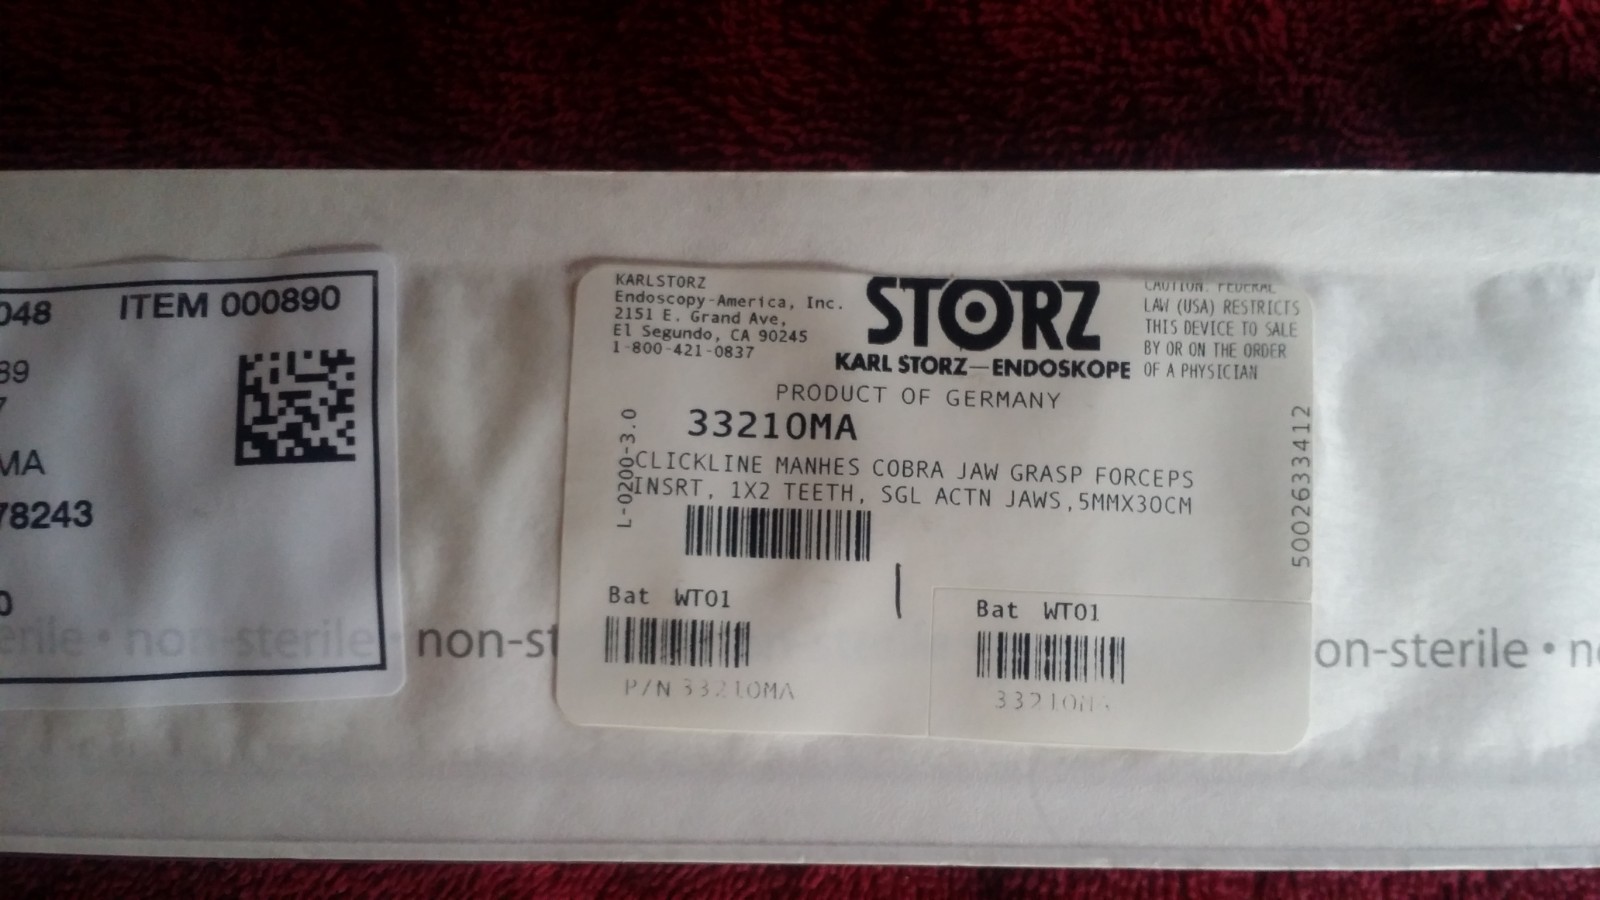 048 ITEM 000890
39
7
MA
78243
0
non-sterile • non-st
KARLSTORZ
Endoscopy-America, Inc.
2151 E. Grand Ave,
El Segundo, CA 90245
1-800-421-0837
STORZ
KARL STORZ—ENDOSKOPE
CAUTION: FEDERAL
LAW (USA) RESTRICTS
THIS DEVICE TO SALE
BY OR ON THE ORDER
OF A PHYSICIAN
PRODUCT OF GERMANY
33210MA
L-0200-3.0
CLICKLINE MANHES COBRA JAW GRASP FORCEPS
INSRT, 1X2 TEETH, SGL ACTN JAWS,5MMX30CM
5002633412
Bat WT01
P/N 33210MA
Bat WT01
on-sterile • n